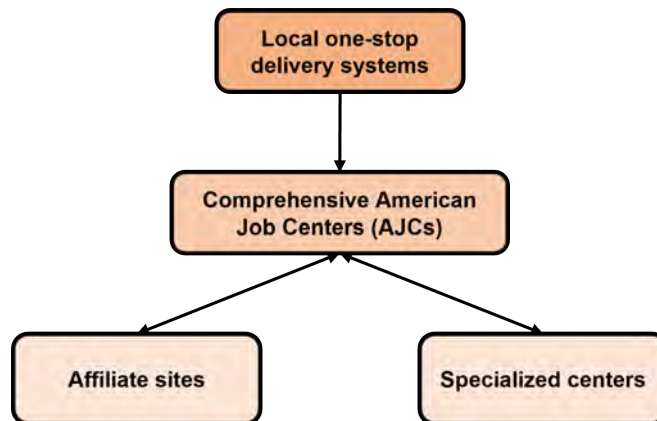 Local one-stop
delivery systems
Comprehensive American
Job Centers (AJCs)
Affiliate sites
Specialized centers